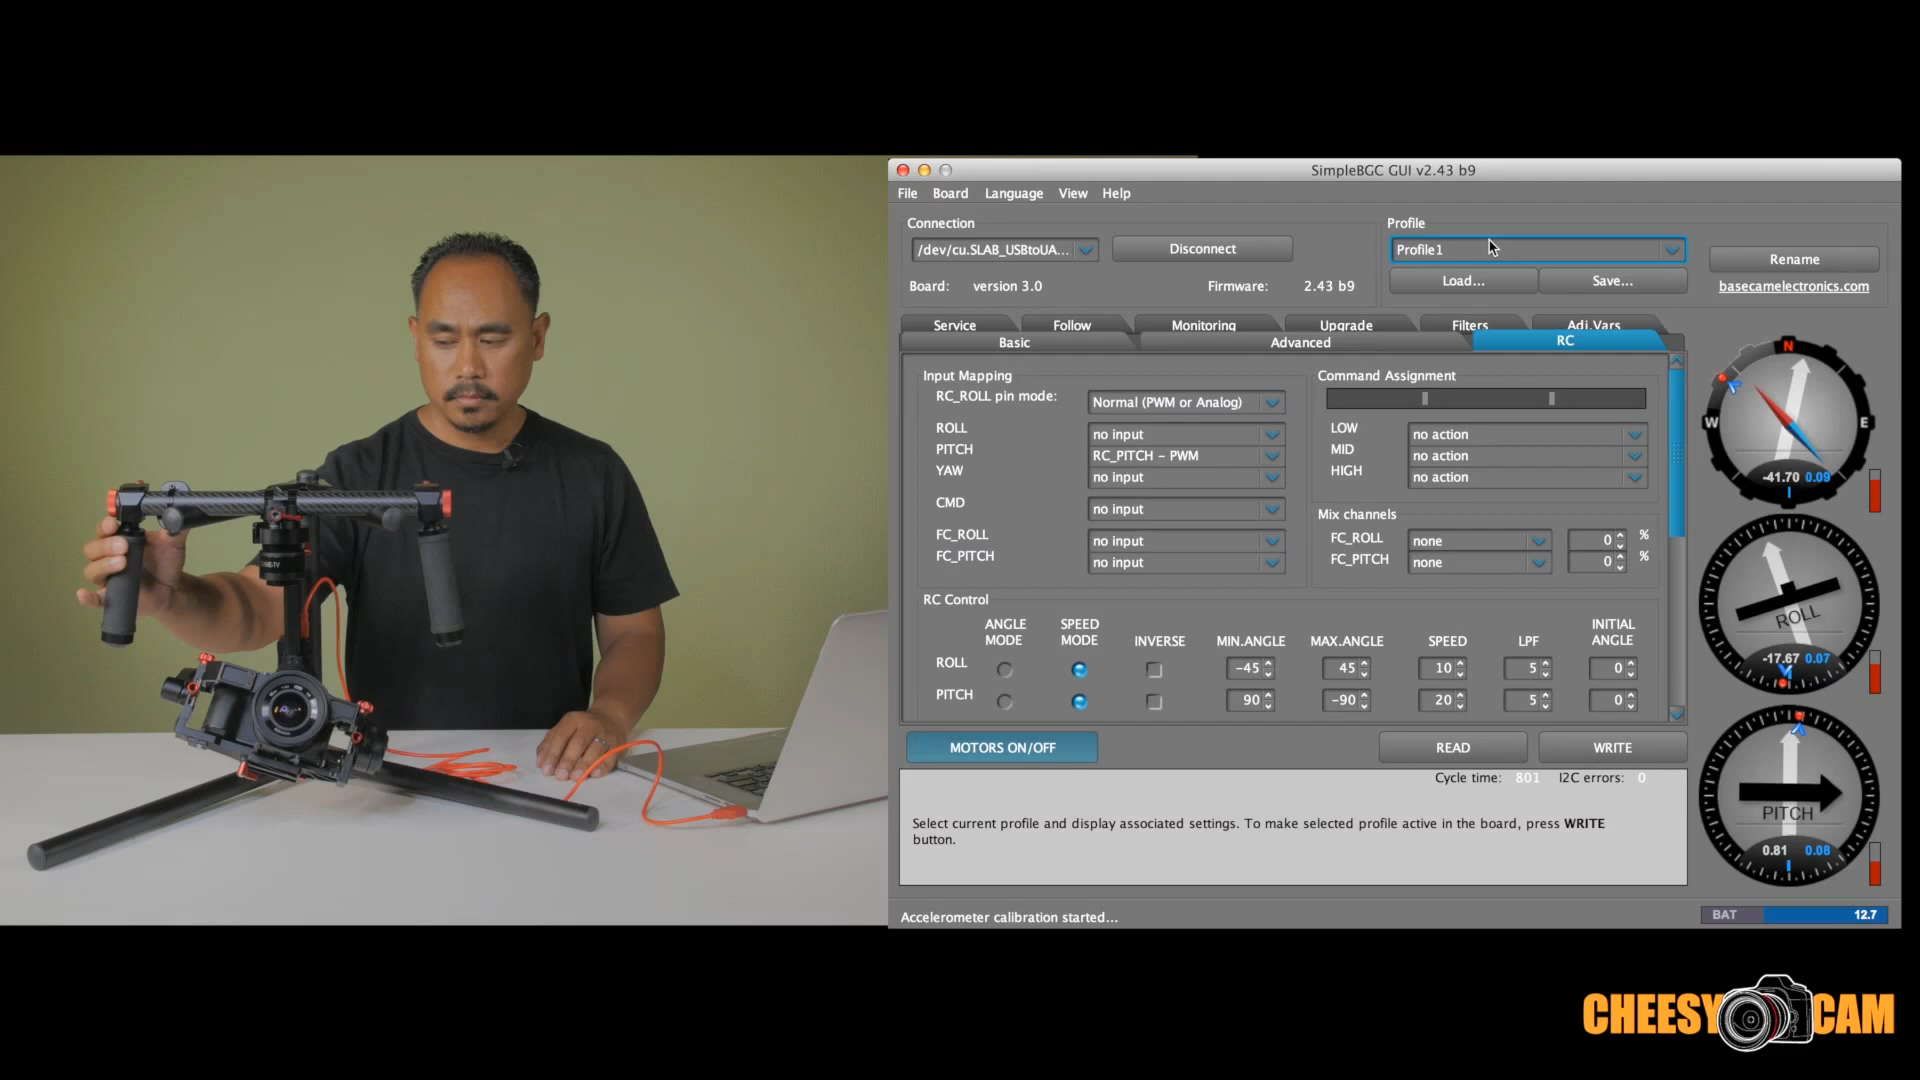 SimpleBGC GUI v2.43 b9
File Board Language View Help
Connection
/dev/cu.SLAB_USBtoUA...
Disconnect
Board: version 3.0
Firmware: 2.43 b9
Profile
Profile1
Load...
Save...
Rename
basecamelectronics.com
Service Follow Monitoring Upgrade Filters Adj.Vars
Basic Advanced RC
Input Mapping
RC_ROLL pin mode: Normal (PWM or Analog)
ROLL no input
PITCH RC_PITCH - PWM
YAW no input
CMD no input
FC_ROLL no input
FC_PITCH no input
Command Assignment
LOW no action
MID no action
HIGH no action
Mix channels
FC_ROLL none 0 %
FC_PITCH none 0 %
RC Control
ANGLE MODE SPEED MODE INVERSE MIN.ANGLE MAX.ANGLE SPEED LPF INITIAL ANGLE
ROLL -45 45 10 5 0
PITCH 90 -90 20 5 0
MOTORS ON/OFF
READ
WRITE
Cycle time: 801 I2C errors: 0
Select current profile and display associated settings. To make selected profile active in the board, press WRITE
button.
Accelerometer calibration started...
N
W
E
-41.70 0.09
ROLL
-17.67 0.07
PITCH
0.81 0.08
BAT 12.7
CHEESYCAM